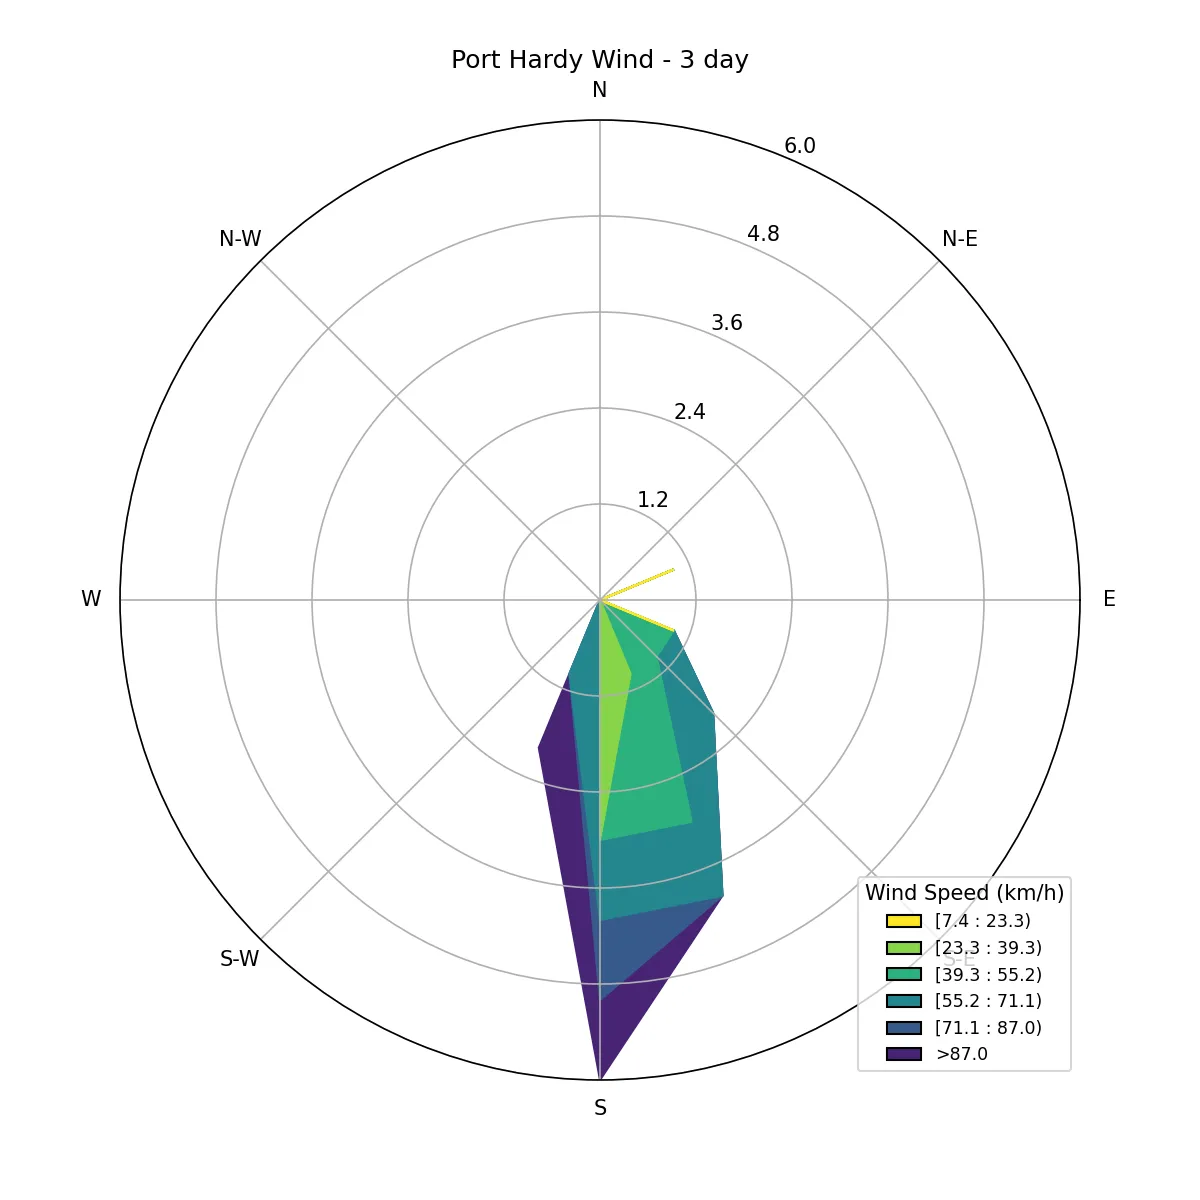 Port Hardy Wind - 3 day
N
6.0
N-W
4.8
N-E
3.6
2.4
1.2
W
E
S-W
S-E
Wind Speed (km/h)
[7.4 : 23.3)
[23.3 : 39.3)
[39.3 : 55.2)
[55.2 : 71.1)
[71.1 : 87.0)
>87.0
S